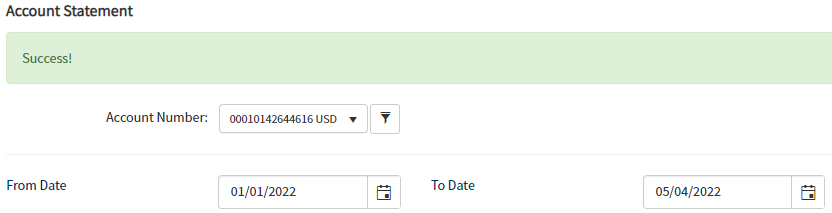 Account Statement
Success!
Account Number: 00010142644616 USD
From Date 01/01/2022 To Date 05/04/2022